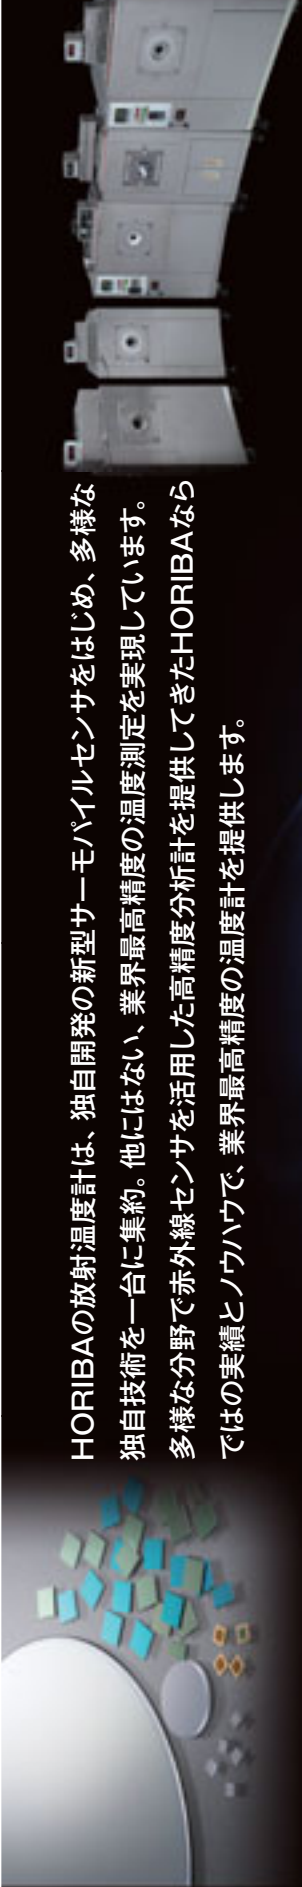 HORIBAの放射温度計は、独自開発の新型サーモパイルセンサをはじめ、多様な
独自技術を一台に集約。他にはない、業界最高精度の温度測定を実現しています。
多様な分野で赤外線センサを活用した高精度分析計を提供してきたHORIBAなら
ではの実績とノウハウで、業界最高精度の温度計を提供します。